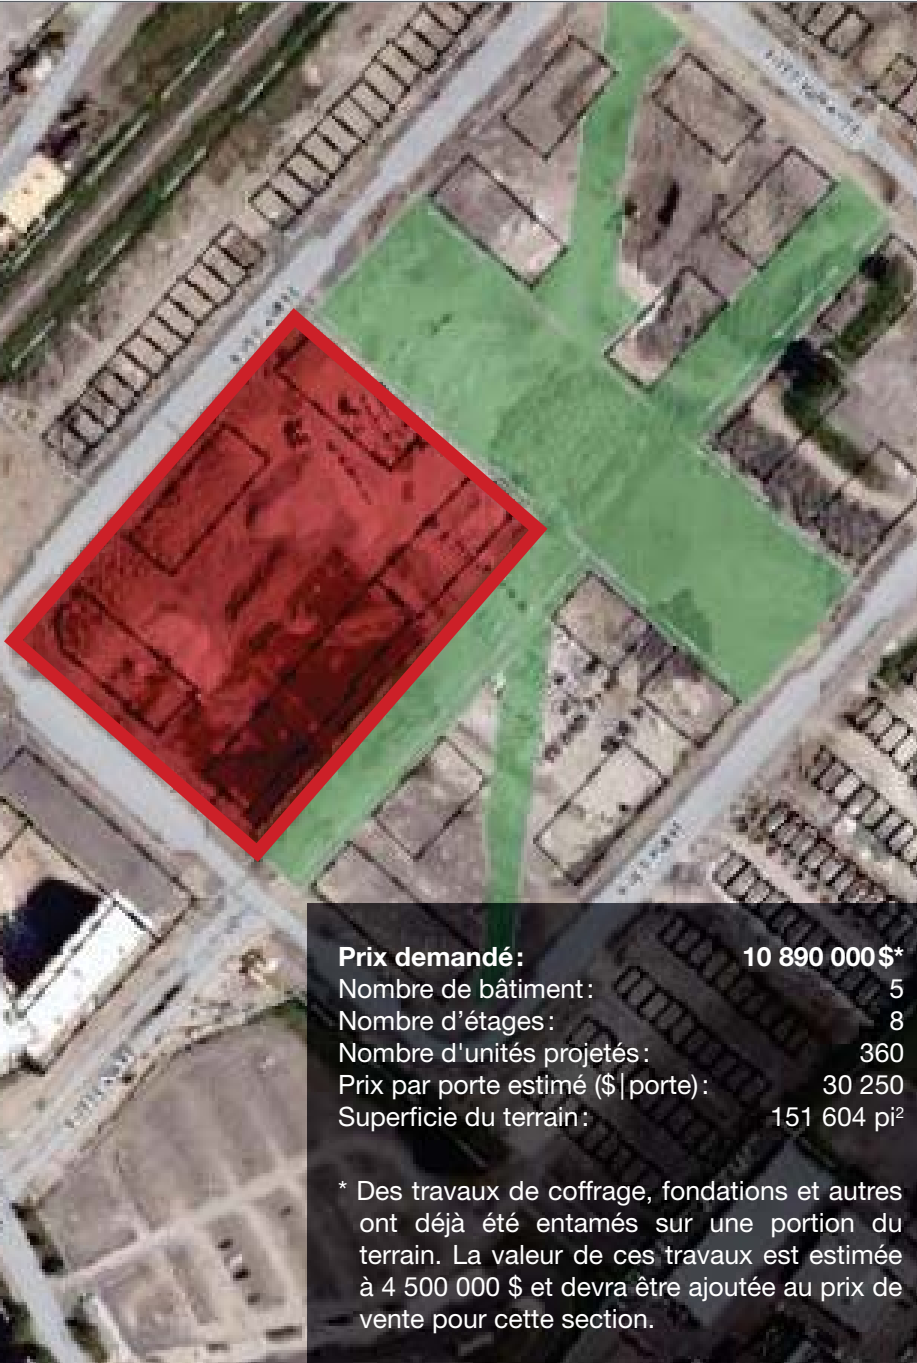 Prix demandé: 10 890 000$*
Nombre de bâtiment: 5
Nombre d'étages: 8
Nombre d'unités projetés: 360
Prix par porte estimé ($|porte): 30 250
Superficie du terrain: 151 604 pi²
* Des travaux de coffrage, fondations et autres
ont déjà été entamés sur une portion du
terrain. La valeur de ces travaux est estimée
à 4 500 000 $ et devra être ajoutée au prix de
vente pour cette section.